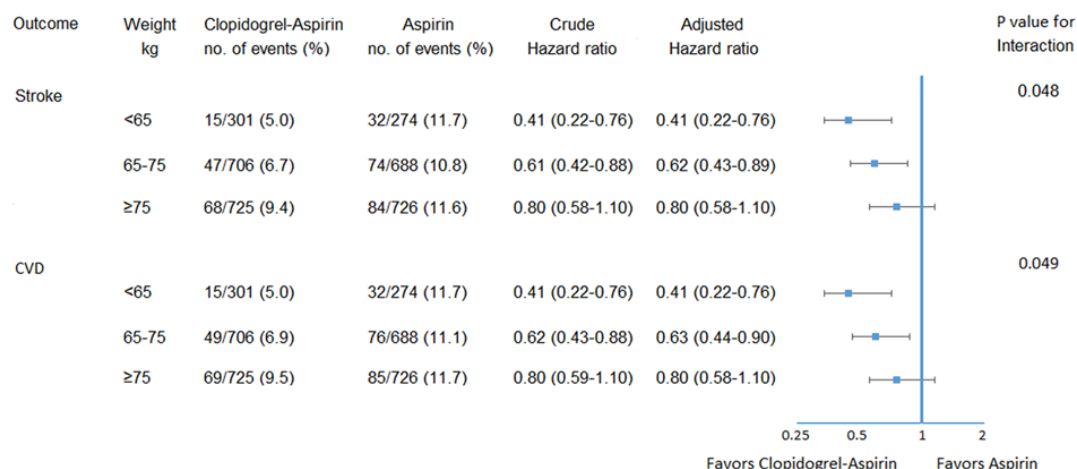 Outcome Weight kg Clopidogrel-Aspirin no. of events (%) Aspirin no. of events (%) Crude Hazard ratio Adjusted Hazard ratio P value for Interaction
Stroke 0.048
<65 15/301 (5.0) 32/274 (11.7) 0.41 (0.22-0.76) 0.41 (0.22-0.76)
65-75 47/706 (6.7) 74/688 (10.8) 0.61 (0.42-0.88) 0.62 (0.43-0.89)
≥75 68/725 (9.4) 84/726 (11.6) 0.80 (0.58-1.10) 0.80 (0.58-1.10)
CVD 0.049
<65 15/301 (5.0) 32/274 (11.7) 0.41 (0.22-0.76) 0.41 (0.22-0.76)
65-75 49/706 (6.9) 76/688 (11.1) 0.62 (0.43-0.88) 0.63 (0.44-0.90)
≥75 69/725 (9.5) 85/726 (11.7) 0.80 (0.59-1.10) 0.80 (0.58-1.10)
0.25 0.5 1 2
Favors Clopidogrel-Aspirin Favors Aspirin